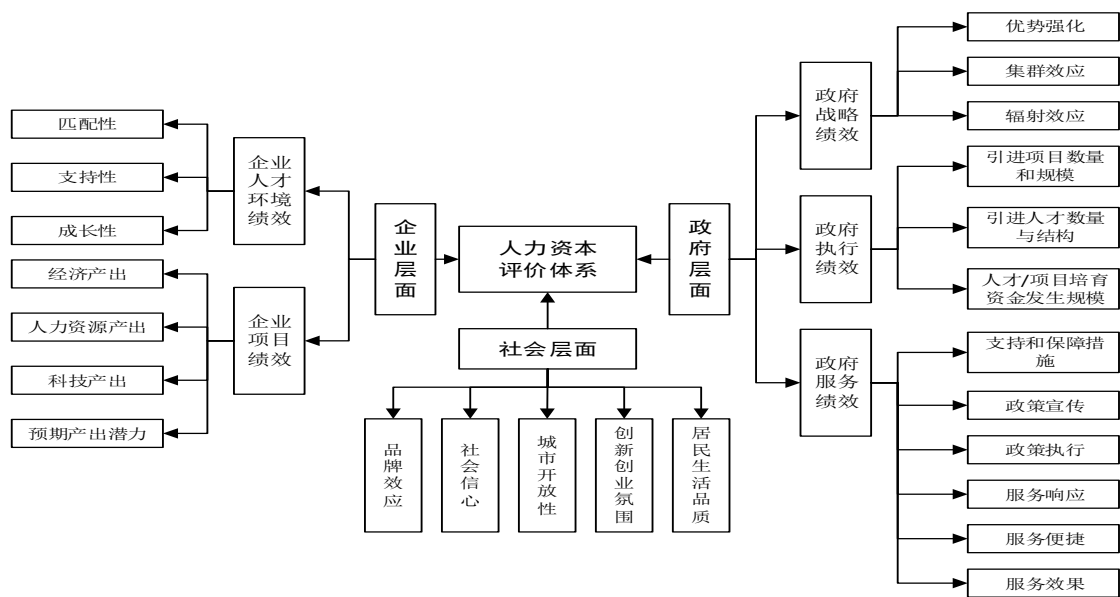 匹配性
支持性
成长性
经济产出
人力资源产出
科技产出
预期产出潜力
企业
人才
环境
绩效
企业
项目
绩效
企
业
层
面
人力资本
评价体系
社会层面
品
牌
效
应
社
会
信
心
城
市
开
放
性
创
新
创
业
氛
围
居
民
生
活
品
质
政
府
层
面
政府
战略
绩效
政府
执行
绩效
政府
服务
绩效
优势强化
集群效应
辐射效应
引进项目数量
和规模
引进人才数量
与结构
人才/项目培育
资金发生规模
支持和保障措
施
政策宣传
政策执行
服务响应
服务便捷
服务效果